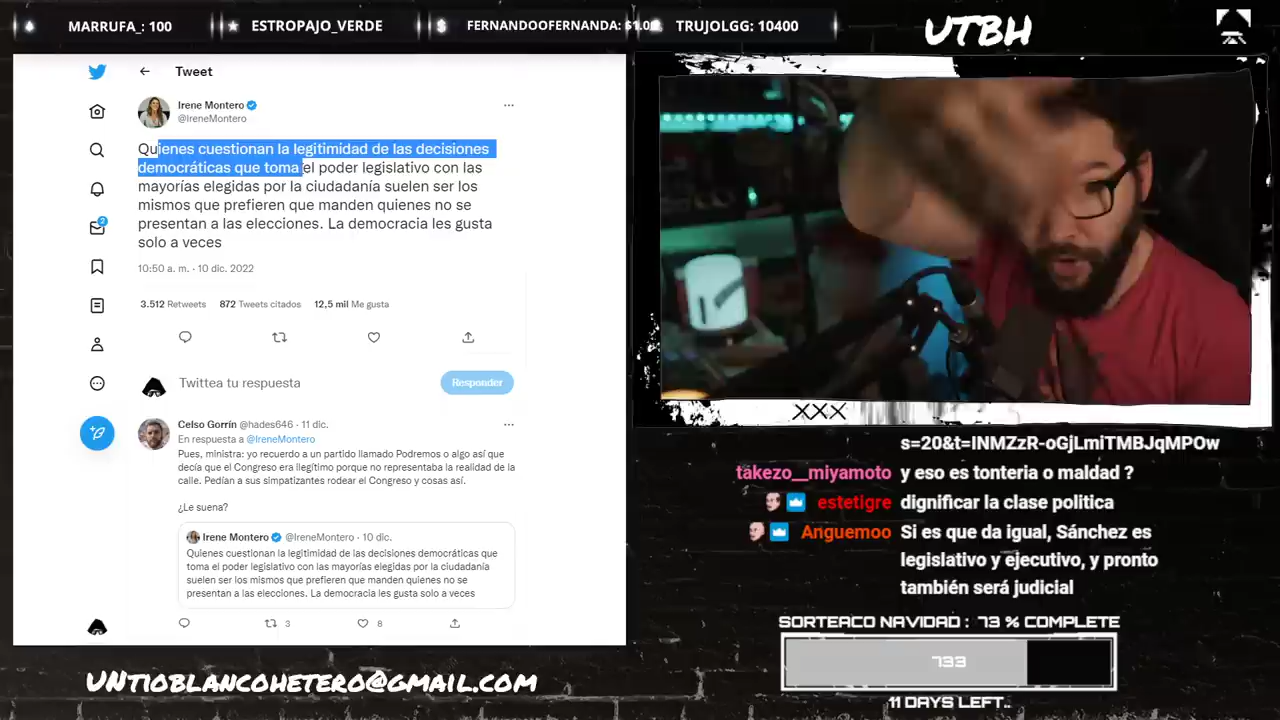 MARRUFA_: 100
ESTROPAJO_VERDE
FERNANDOOFERNANDA: $1.0
TRUJOLGG: 10400
UTBH
Tweet
Irene Montero
@IreneMontero
Quienes cuestionan la legitimidad de las decisiones
democráticas que toma el poder legislativo con las
mayorías elegidas por la ciudadanía suelen ser los
mismos que prefieren que manden quienes no se
presentan a las elecciones. La democracia les gusta
solo a veces
10:50 a. m. · 10 dic. 2022
3.512 Retweets 872 Tweets citados 12,5 mil Me gusta
2
Twittea tu respuesta
Responder
Celso Gorrín @hades646 · 11 dic.
En respuesta a @IreneMontero
Pues, ministra: yo recuerdo a un partido llamado Podremos o algo así que
decía que el Congreso era llegítimo porque no representaba la realidad de la
calle. Pedían a sus simpatizantes rodear el Congreso y cosas así.
¿Le suena?
Irene Montero @IreneMontero · 10 dic.
Quienes cuestionan la legitimidad de las decisiones democráticas que
toma el poder legislativo con las mayorías elegidas por la ciudadanía
suelen ser los mismos que prefieren que manden quienes no se
presentan a las elecciones. La democracia les gusta solo a veces
3 8
XXX
s=20&t=INMZzR-oGjLmiTMBJqMPOw
takezo__miyamoto y eso es tonteria o maldad ?
estetigre dignificar la clase politica
Anguemoo Si es que da igual, Sánchez es
legislativo y ejecutivo, y pronto
también será judicial
SORTEACO NAVIDAD : 73 % COMPLETE
733
11 DAYS LEFT..
UNTIOBLANCOHETERO@GMAIL.COM